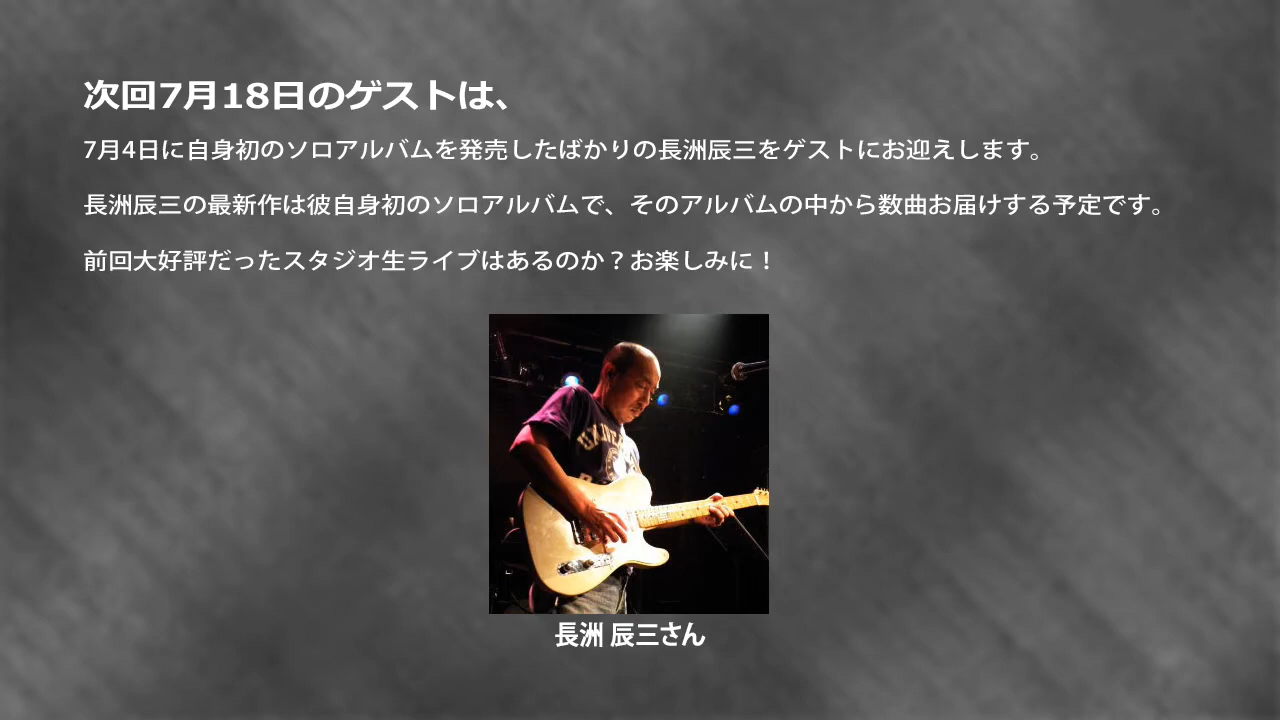 次回7月18日のゲストは、
7月4日に自身初のソロアルバムを発売したばかりの長洲辰三をゲストにお迎えします。
長洲辰三の最新作は彼自身初のソロアルバムで、そのアルバムの中から数曲お届けする予定です。
前回大好評だったスタジオ生ライブはあるのか？お楽しみに！
長洲 辰三さん